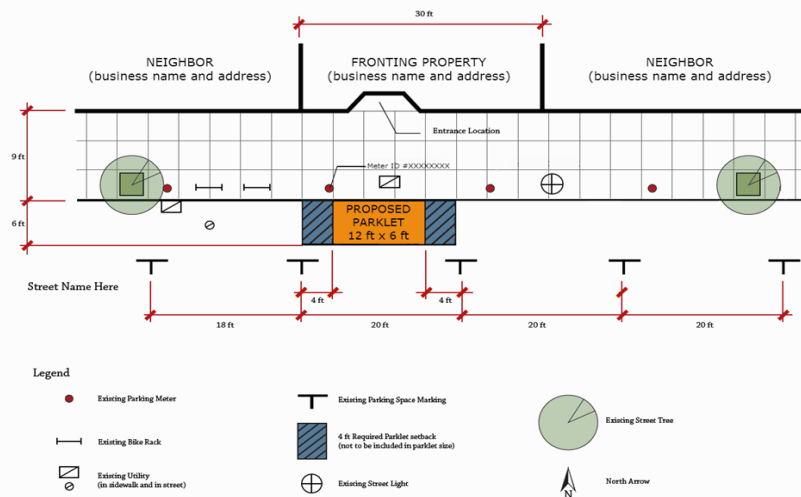 30 ft
NEIGHBOR
(business name and address)
FRONTING PROPERTY
(business name and address)
NEIGHBOR
(business name and address)
Entrance Location
9 ft
Meter ID #XXXXXXXX
6 ft
PROPOSED
PARKLET
12 ft x 6 ft
Street Name Here
4 ft
4 ft
18 ft
20 ft
20 ft
20 ft
Legend
Existing Parking Meter
Existing Parking Space Marking
Existing Street Tree
Existing Bike Rack
4 ft Required Parklet setback
(not to be included in parklet size)
Existing Utility
(in sidewalk and in street)
Existing Street Light
North Arrow
N